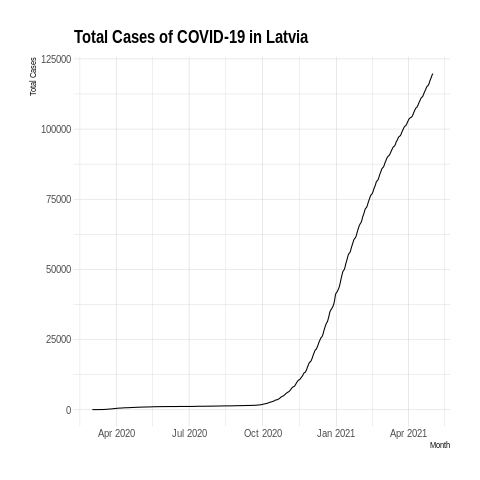 Total Cases of COVID-19 in Latvia
Total Cases
125000
100000
75000
50000
25000
0
Apr 2020 Jul 2020 Oct 2020 Jan 2021 Apr 2021
Month